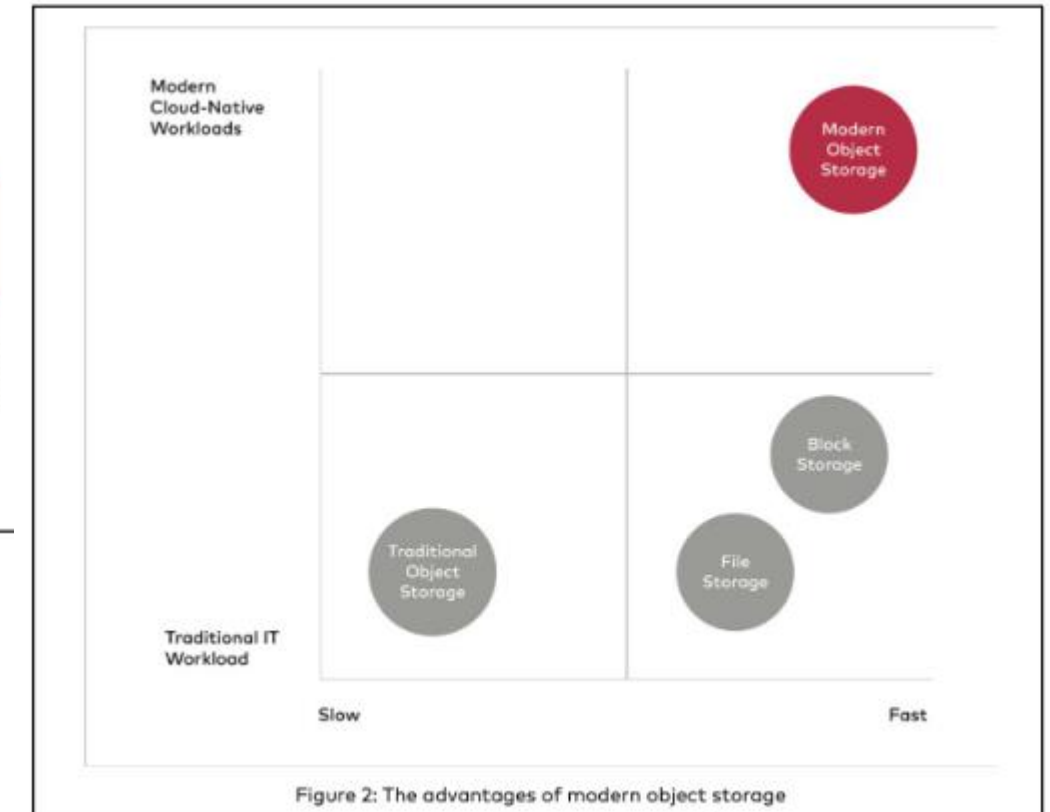 Modern
Cloud-Native
Workloads
Modern
Object
Storage
Block
Storage
Traditional
Object
Storage
File
Storage
Traditional IT
Workload
Slow
Fast
Figure 2: The advantages of modern object storage